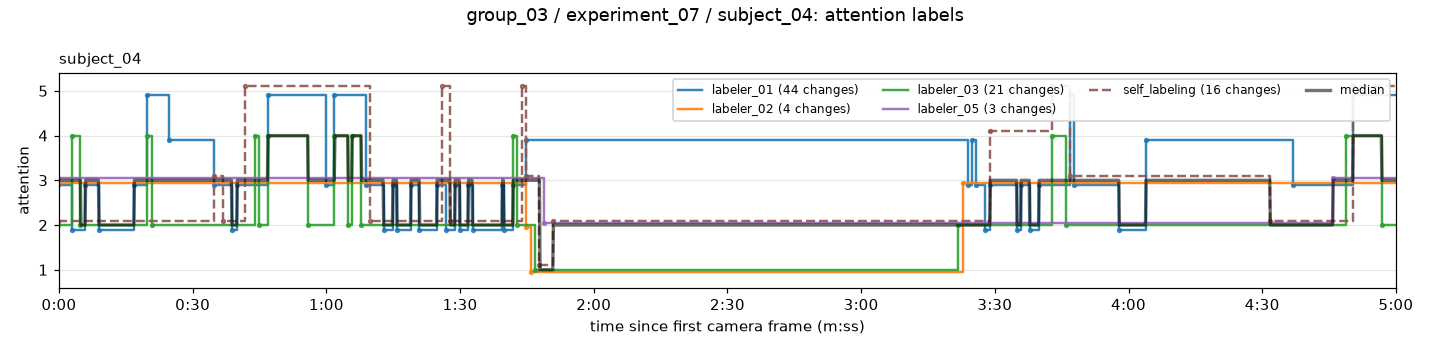 group_03 / experiment_07 / subject_04: attention labels
subject_04
labeler_01 (44 changes)
labeler_02 (4 changes)
labeler_03 (21 changes)
labeler_05 (3 changes)
self_labeling (16 changes)
median
attention
5
4
3
2
1
0:00 0:30 1:00 1:30 2:00 2:30 3:00 3:30 4:00 4:30 5:00
time since first camera frame (m:ss)